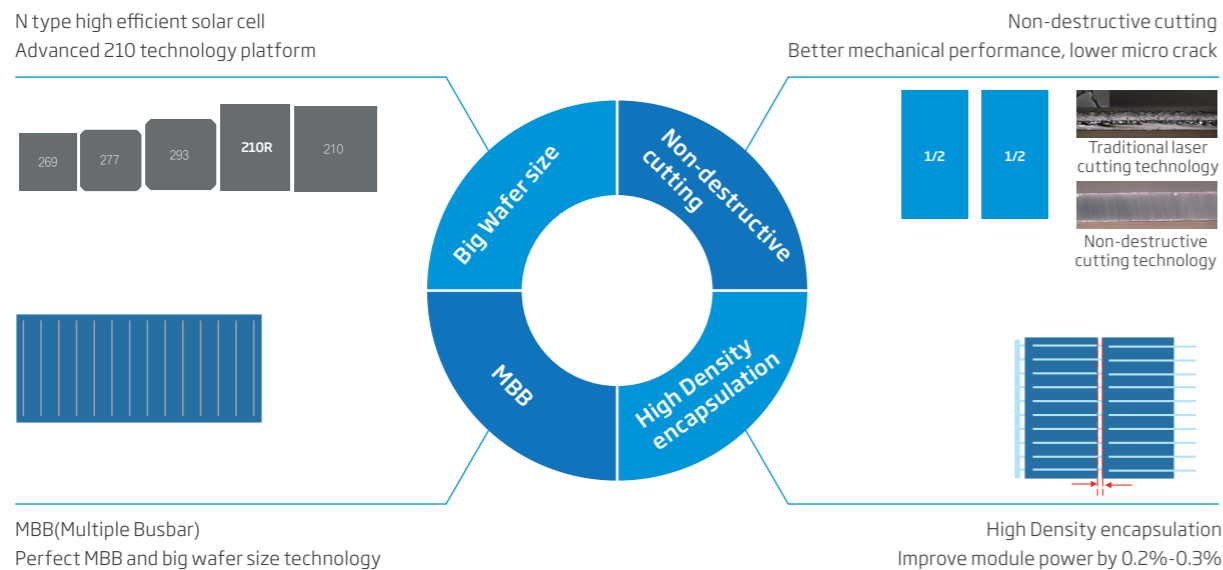 N type high efficient solar cell
Advanced 210 technology platform
Non-destructive cutting
Better mechanical performance, lower micro crack
269
277
293
210R
210
Big Wafer size
Non-destructive
cutting
1/2
1/2
Traditional laser
cutting technology
Non-destructive
cutting technology
MBB
High Density
encapsulation
MBB(Multiple Busbar)
Perfect MBB and big wafer size technology
High Density encapsulation
Improve module power by 0.2%-0.3%